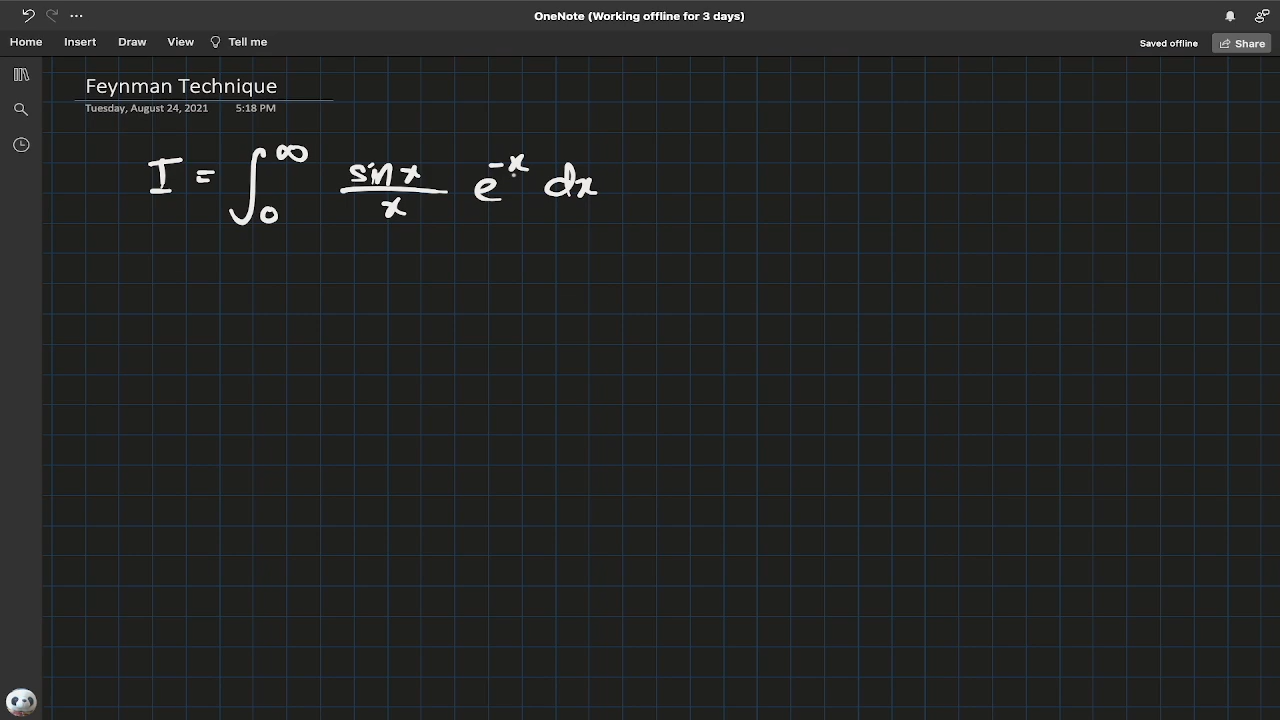 OneNote (Working offline for 3 days)
Home Insert Draw View Tell me Saved offline Share
Feynman Technique
Tuesday, August 24, 2021 5:18 PM
I = ∫₀^∞ (sin x)/x e^(-x) dx